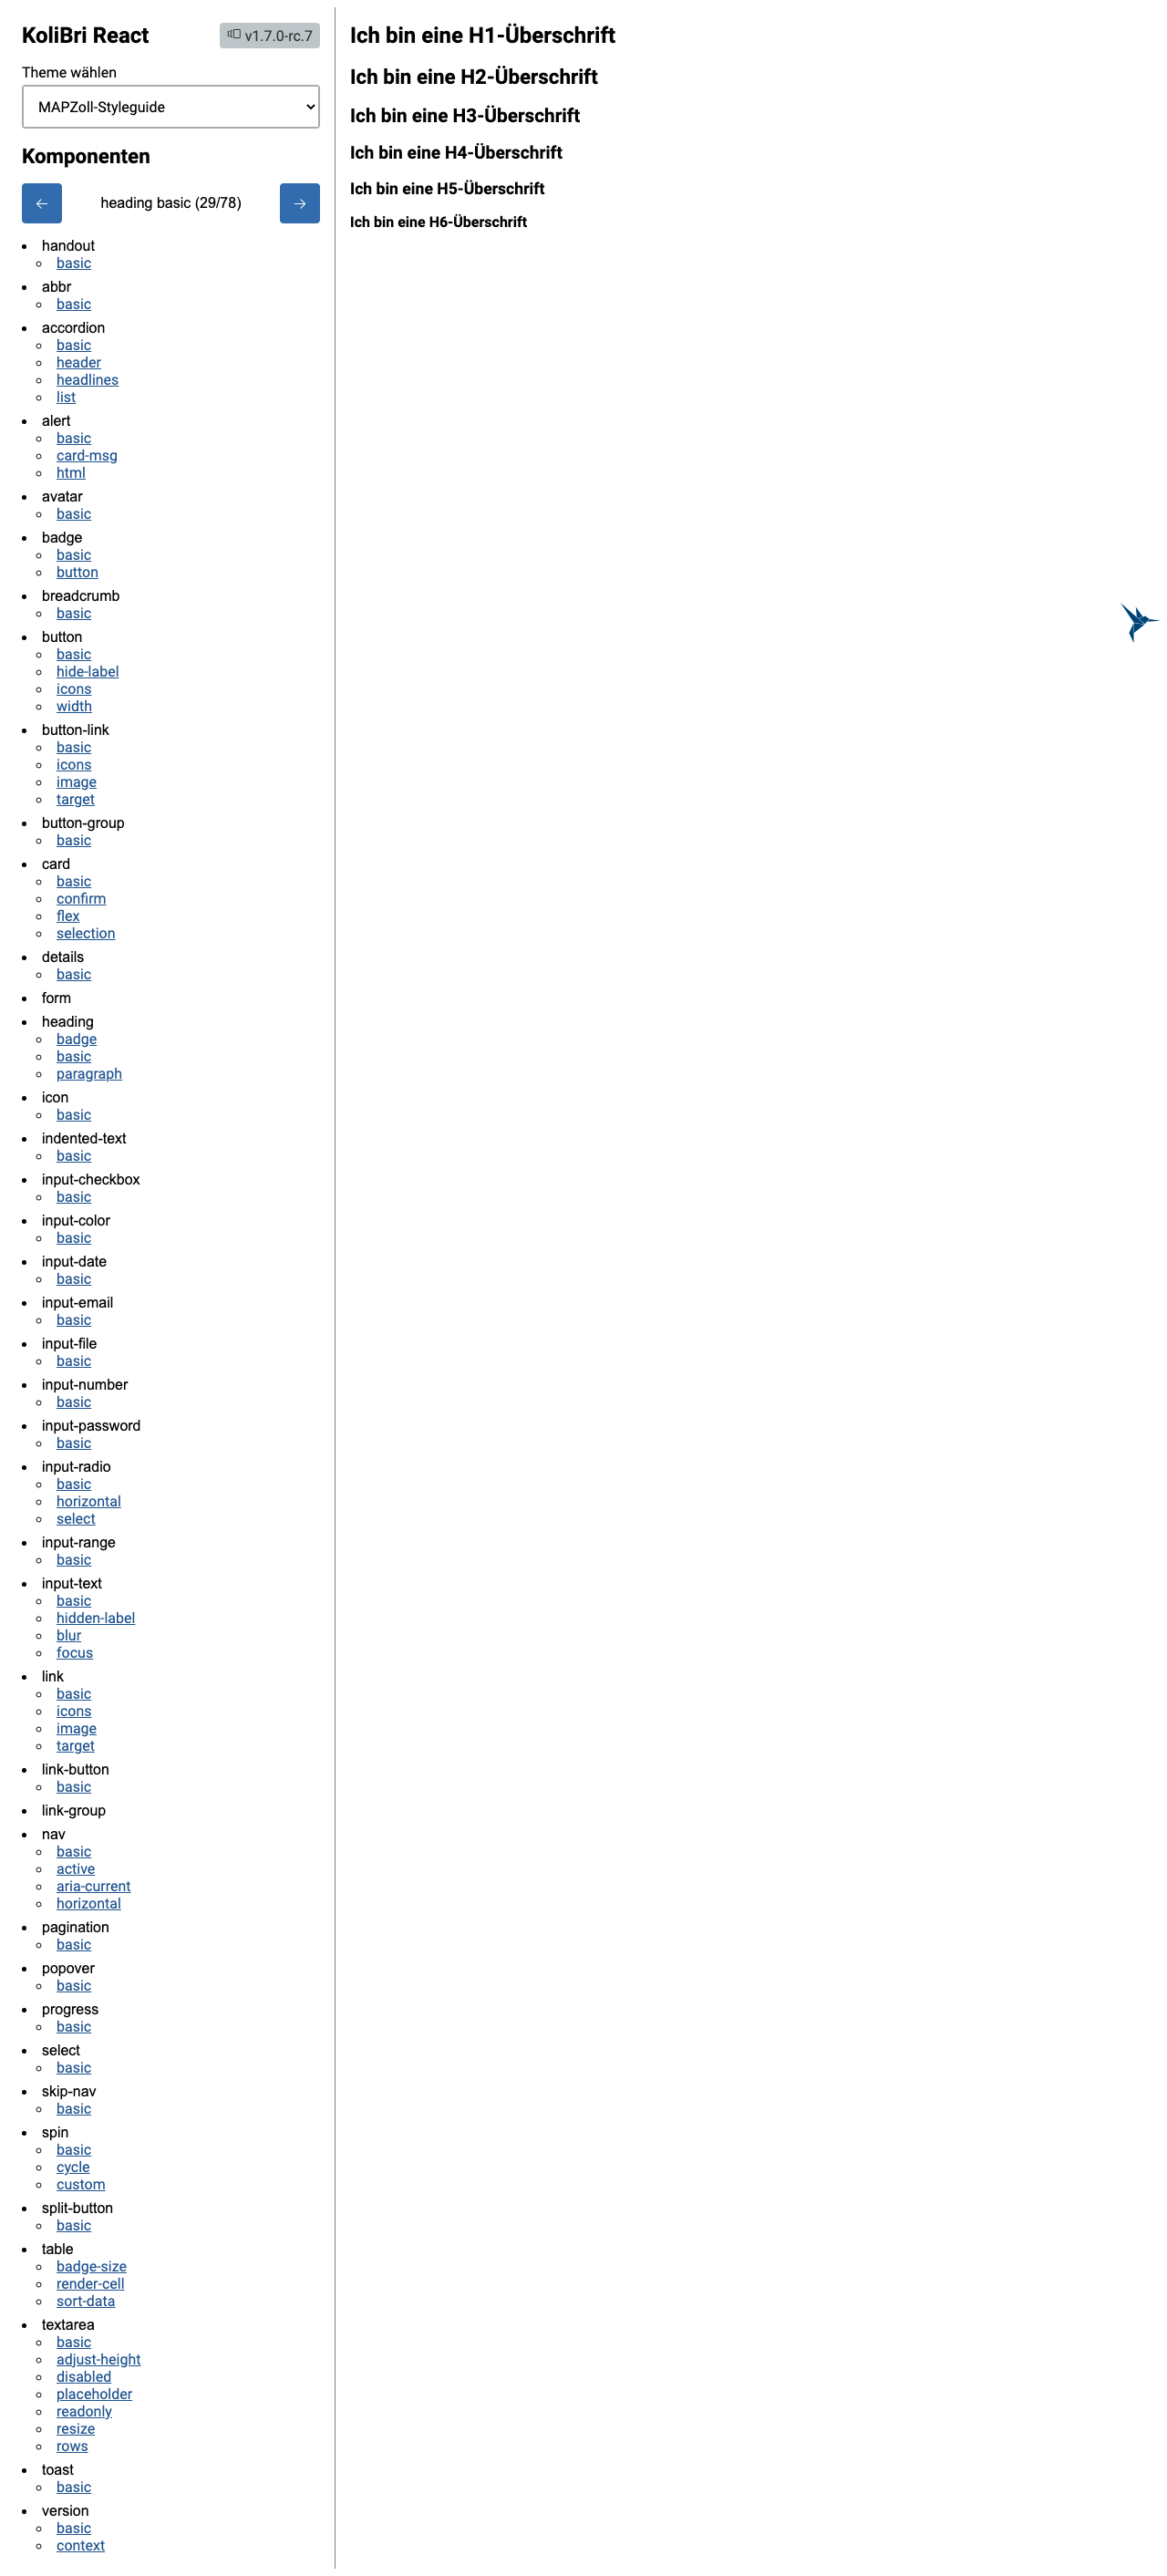 KoliBri React
v1.7.0-rc.7
Theme wählen
MAPZoll-Styleguide
Komponenten
← heading basic (29/78) →
handout
basic
abbr
basic
accordion
basic
header
headlines
list
alert
basic
card-msg
html
avatar
basic
badge
basic
button
breadcrumb
basic
button
basic
hide-label
icons
width
button-link
basic
icons
image
target
button-group
basic
card
basic
confirm
flex
selection
details
basic
form
heading
badge
basic
paragraph
icon
basic
indented-text
basic
input-checkbox
basic
input-color
basic
input-date
basic
input-email
basic
input-file
basic
input-number
basic
input-password
basic
input-radio
basic
horizontal
select
input-range
basic
input-text
basic
hidden-label
blur
focus
link
basic
icons
image
target
link-button
basic
link-group
nav
basic
active
aria-current
horizontal
pagination
basic
popover
basic
progress
basic
select
basic
skip-nav
basic
spin
basic
cycle
custom
split-button
basic
table
badge-size
render-cell
sort-data
textarea
basic
adjust-height
disabled
placeholder
readonly
resize
rows
toast
basic
version
basic
context
Ich bin eine H1-Überschrift
Ich bin eine H2-Überschrift
Ich bin eine H3-Überschrift
Ich bin eine H4-Überschrift
Ich bin eine H5-Überschrift
Ich bin eine H6-Überschrift